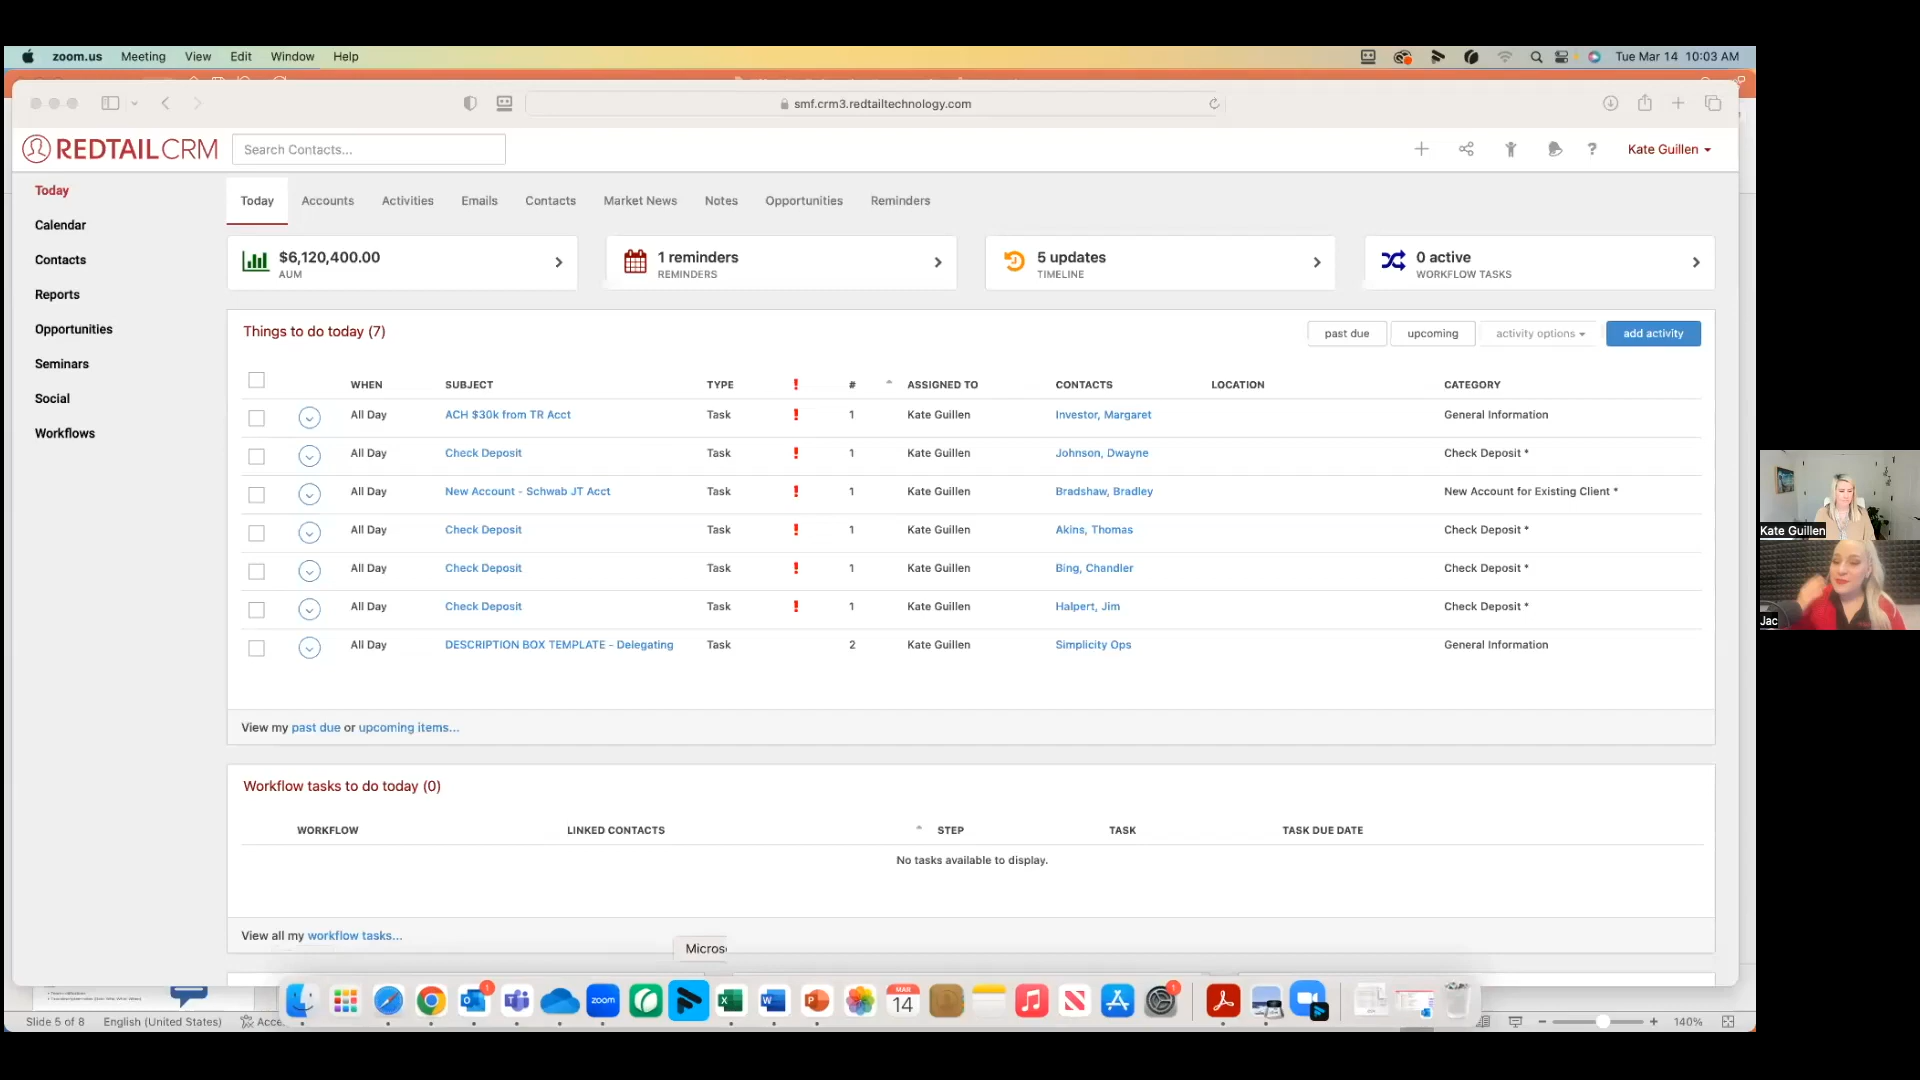 zoom.us Meeting View Edit Window Help Tue Mar 14 10:03 AM
smf.crm3.redtailtechnology.com
REDTAIL CRM Search Contacts... ? Kate Guillen
Today
Calendar
Contacts
Reports
Opportunities
Seminars
Social
Workflows
Today Accounts Activities Emails Contacts Market News Notes Opportunities Reminders
$6,120,400.00
AUM
1 reminders
REMINDERS
5 updates
TIMELINE
0 active
WORKFLOW TASKS
Things to do today (7) past due upcoming activity options add activity
WHEN SUBJECT TYPE ! # ASSIGNED TO CONTACTS LOCATION CATEGORY
All Day ACH $30k from TR Acct Task ! 1 Kate Guillen Investor, Margaret General Information
All Day Check Deposit Task ! 1 Kate Guillen Johnson, Dwayne Check Deposit *
All Day New Account - Schwab JT Acct Task ! 1 Kate Guillen Bradshaw, Bradley New Account for Existing Client *
All Day Check Deposit Task ! 1 Kate Guillen Akins, Thomas Check Deposit *
All Day Check Deposit Task ! 1 Kate Guillen Bing, Chandler Check Deposit *
All Day Check Deposit Task ! 1 Kate Guillen Halpert, Jim Check Deposit *
All Day DESCRIPTION BOX TEMPLATE - Delegating Task 2 Kate Guillen Simplicity Ops General Information
View my past due or upcoming items...
Workflow tasks to do today (0)
WORKFLOW LINKED CONTACTS STEP TASK TASK DUE DATE
No tasks available to display.
View all my workflow tasks...
Micros
zoom
MAR
14
1
1
Slide 5 of 8 English (United States) Acce 140%
Kate Guillen
Jac